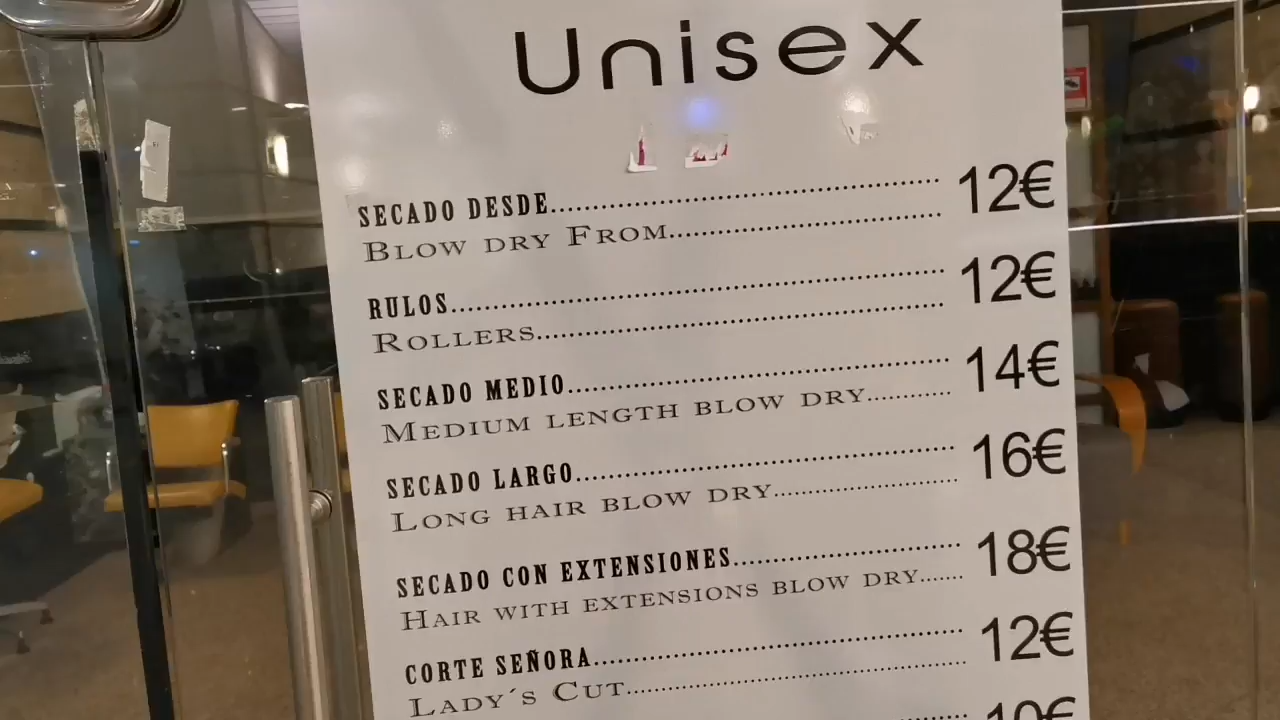 Unisex
SECADO DESDE 12€
BLOW DRY FROM
RULOS 12€
ROLLERS
SECADO MEDIO 14€
MEDIUM LENGTH BLOW DRY
SECADO LARGO 16€
LONG HAIR BLOW DRY
SECADO CON EXTENSIONES 18€
HAIR WITH EXTENSIONS BLOW DRY
CORTE SEÑORA 12€
LADY´S CUT